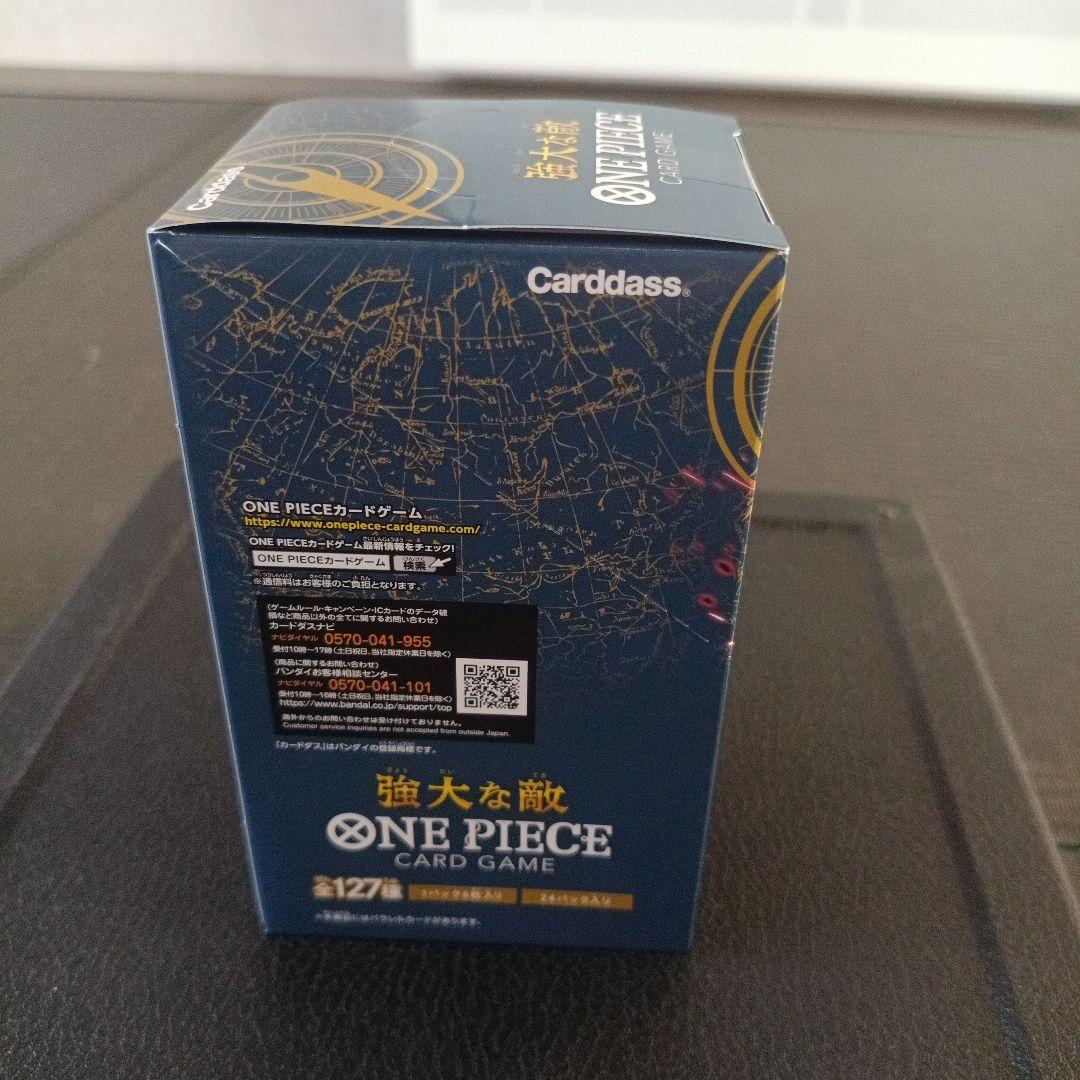 強大な敵
ONE PIECE
CARD GAME
Carddass
Carddass®
ONE PIECEカードゲーム
https://www.onepiece-cardgame.com/
ONE PIECEカードゲーム最新情報をチェック!
ONE PIECEカードゲーム 検索
※通信料はお客様のご負担となります。
〈ゲームルール・キャンペーン・ICカードのデータ破
損など商品以外の全てに関するお問い合わせ〉
カードダスナビ
ナビダイヤル 0570-041-955
受付10時~17時(土日祝日、当社指定休業日を除く)
〈商品に関するお問い合わせ〉
バンダイお客様相談センター
ナビダイヤル 0570-041-101
受付10時~16時(土日祝日、当社指定休業日を除く)
https://www.bandai.co.jp/support/top
海外からのお問い合わせは受け付けておりません。
Customer service inquiries are not accepted from outside Japan.
「カードダス」はバンダイの登録商標です。
強大な敵
ONE PIECE
CARD GAME
全127種 1パック6枚入り 24パック入り